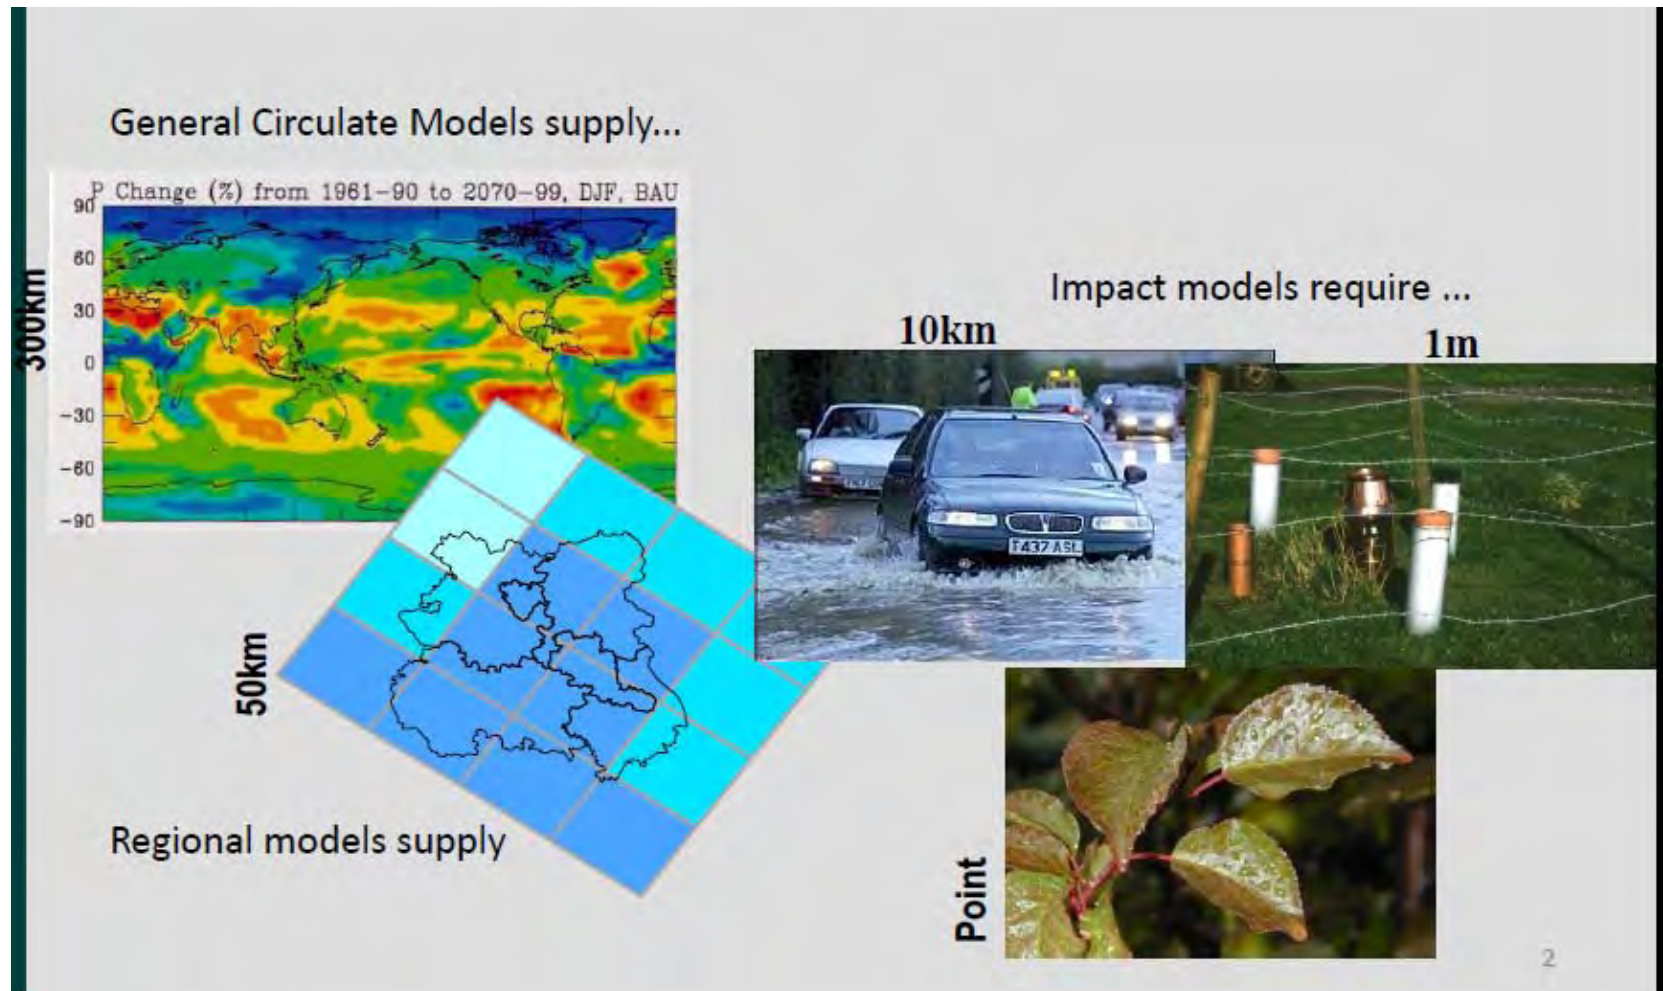 General Circulate Models supply...
P Change (%) from 1961-90 to 2070-99, DJF, BAU
90
60
30
0
-30
-60
-90
300km
Impact models require ...
10km
1m
T437 ASL
50km
Regional models supply
Point
2